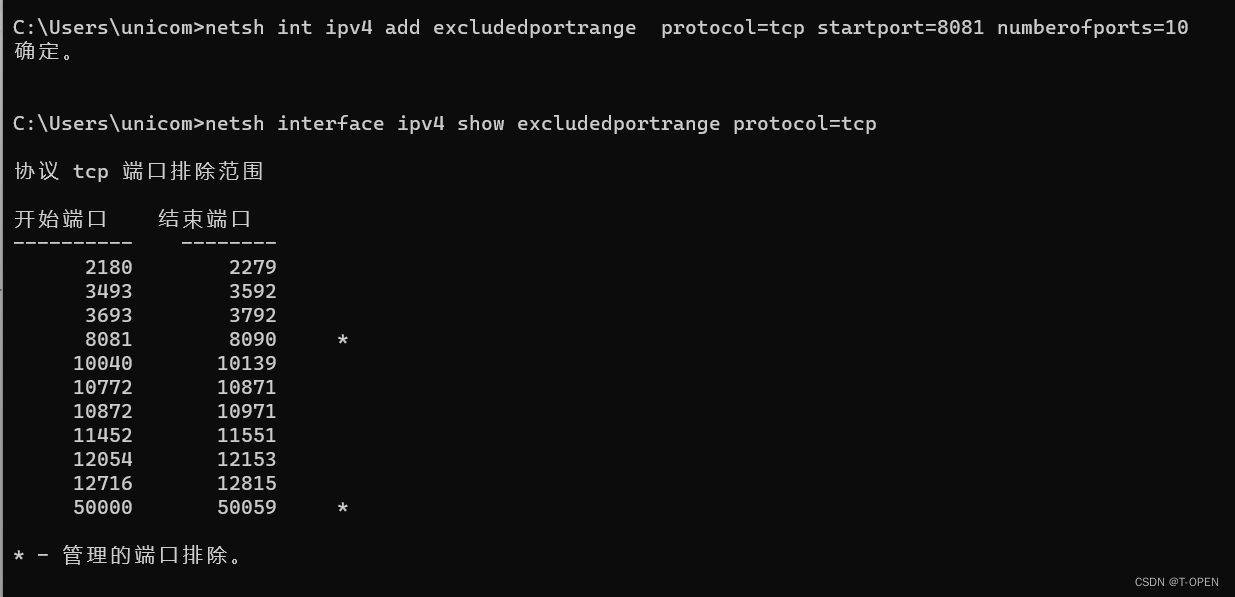 C:\Users\unicom>netsh int ipv4 add excludedportrange  protocol=tcp startport=8081 numberofports=10
确定。
C:\Users\unicom>netsh interface ipv4 show excludedportrange protocol=tcp
协议 tcp 端口排除范围
开始端口    结束端口
----------    --------
      2180        2279
      3493        3592
      3693        3792
      8081        8090     *
     10040       10139
     10772       10871
     10872       10971
     11452       11551
     12054       12153
     12716       12815
     50000       50059     *
* - 管理的端口排除。
CSDN @T-OPEN